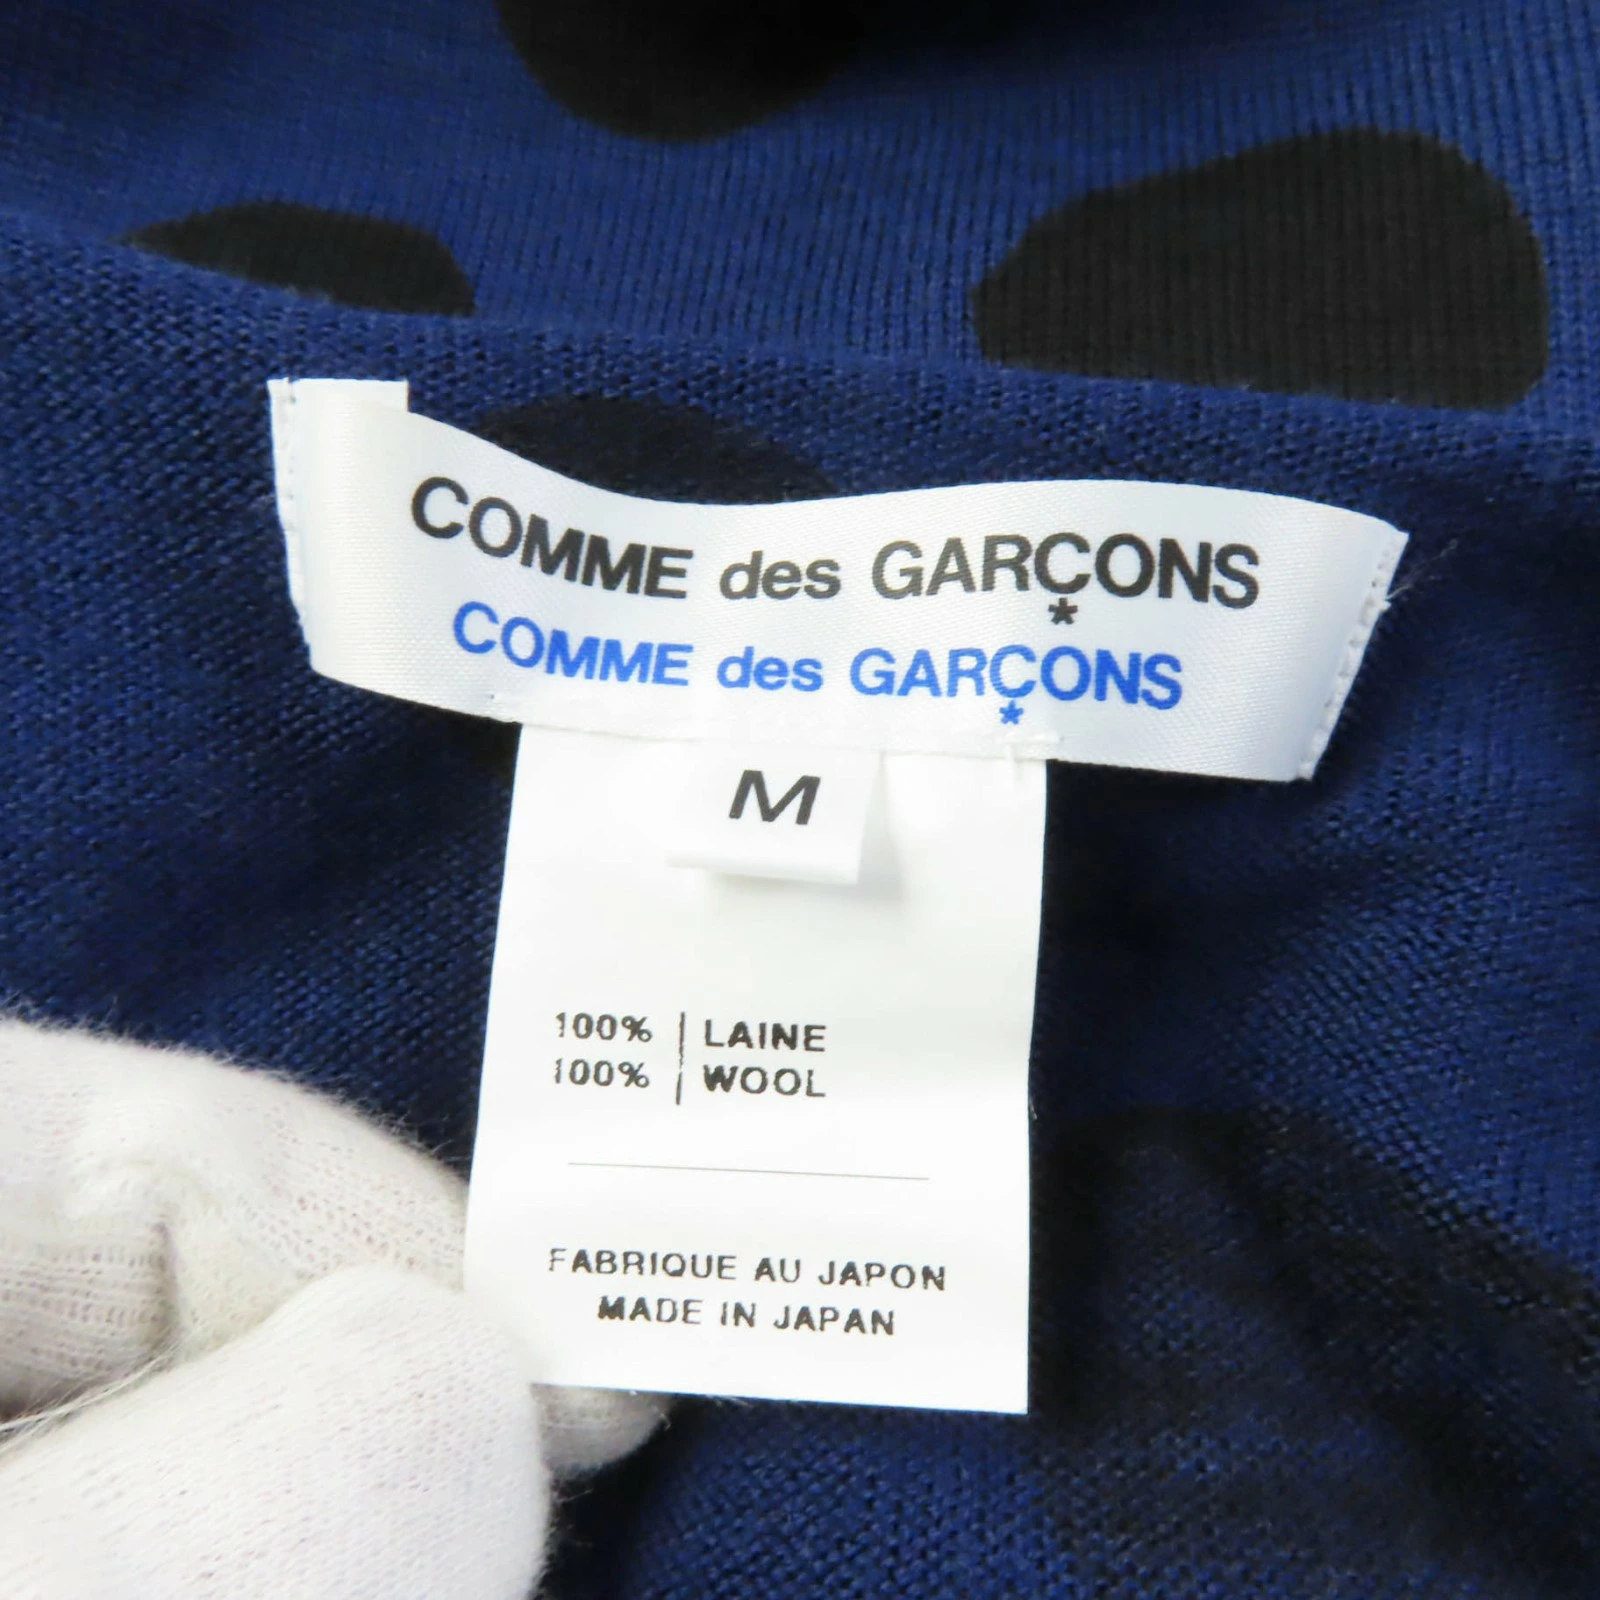 COMME des GARÇONS
*
COMME des GARÇONS
*
M
100% | LAINE
100% | WOOL
FABRIQUE AU JAPON
MADE IN JAPAN